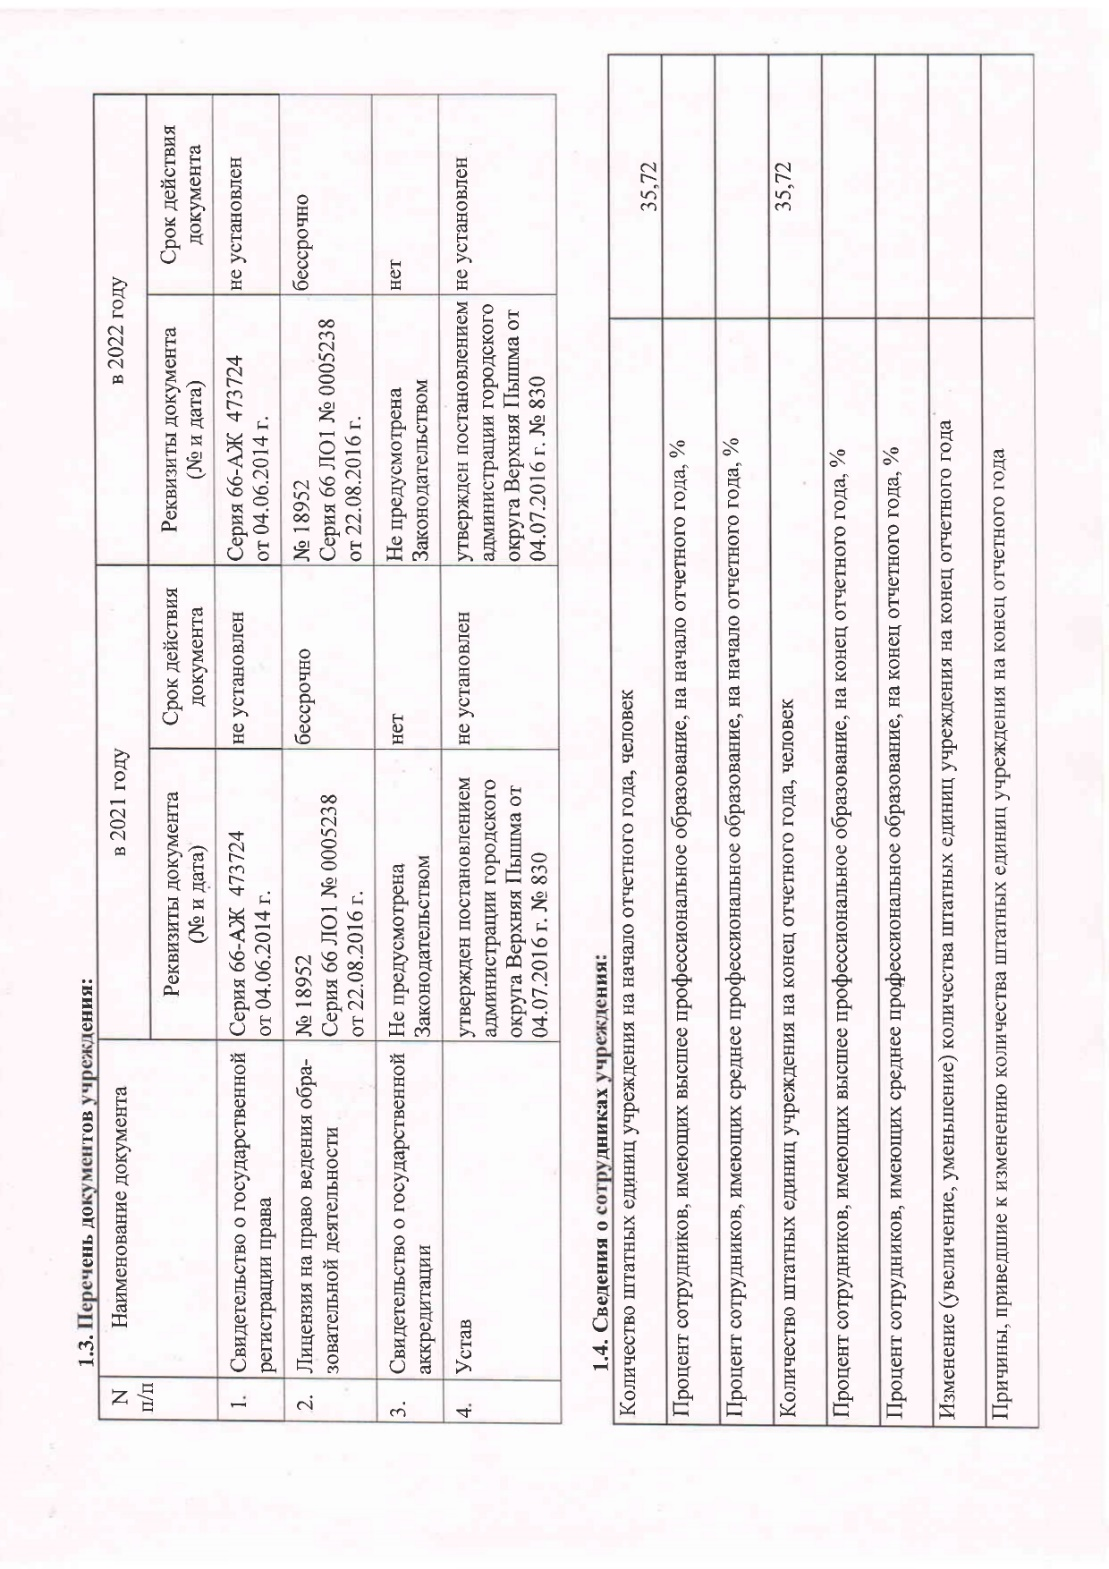 1.3. Перечень документов учреждения:
N
п/п
Наименование документа
в 2021 году
в 2022 году
Реквизиты документа
(№ и дата)
Срок действия
документа
Реквизиты документа
(№ и дата)
Срок действия
документа
1.
Свидетельство о государственной
регистрации права
Серия 66-АЖ 473724
от 04.06.2014 г.
не установлен
Серия 66-АЖ 473724
от 04.06.2014 г.
не установлен
2.
Лицензия на право ведения обра-
зовательной деятельности
№ 18952
Серия 66 ЛО1 № 0005238
от 22.08.2016 г.
бессрочно
№ 18952
Серия 66 ЛО1 № 0005238
от 22.08.2016 г.
бессрочно
3.
Свидетельство о государственной
аккредитации
Не предусмотрена
Законодательством
нет
Не предусмотрена
Законодательством
нет
4.
Устав
утвержден постановлением
администрации городского
округа Верхняя Пышма от
04.07.2016 г. № 830
не установлен
утвержден постановлением
администрации городского
округа Верхняя Пышма от
04.07.2016 г. № 830
не установлен
1.4. Сведения о сотрудниках учреждения:
Количество штатных единиц учреждения на начало отчетного года, человек
35,72
Процент сотрудников, имеющих высшее профессиональное образование, на начало отчетного года, %
Процент сотрудников, имеющих среднее профессиональное образование, на начало отчетного года, %
Количество штатных единиц учреждения на конец отчетного года, человек
35,72
Процент сотрудников, имеющих высшее профессиональное образование, на конец отчетного года, %
Процент сотрудников, имеющих среднее профессиональное образование, на конец отчетного года, %
Изменение (увеличение, уменьшение) количества штатных единиц учреждения на конец отчетного года
Причины, приведшие к изменению количества штатных единиц учреждения на конец отчетного года